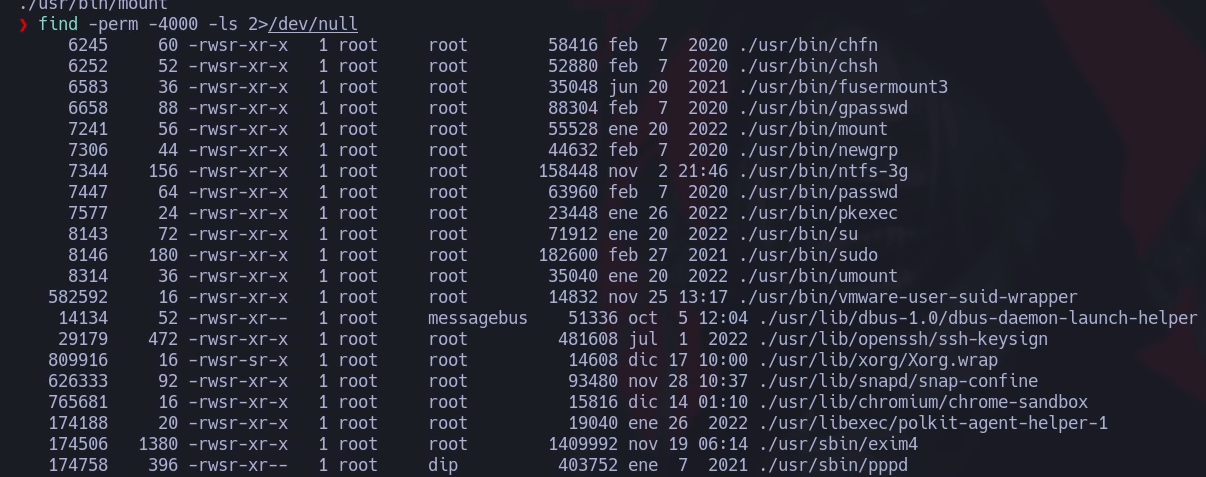 ./usr/bin/mount
❯ find -perm -4000 -ls 2>/dev/null
6245 60 -rwsr-xr-x 1 root root 58416 feb 7 2020 ./usr/bin/chfn
6252 52 -rwsr-xr-x 1 root root 52880 feb 7 2020 ./usr/bin/chsh
6583 36 -rwsr-xr-x 1 root root 35048 jun 20 2021 ./usr/bin/fusermount3
6658 88 -rwsr-xr-x 1 root root 88304 feb 7 2020 ./usr/bin/gpasswd
7241 56 -rwsr-xr-x 1 root root 55528 ene 20 2022 ./usr/bin/mount
7306 44 -rwsr-xr-x 1 root root 44632 feb 7 2020 ./usr/bin/newgrp
7344 156 -rwsr-xr-x 1 root root 158448 nov 2 21:46 ./usr/bin/ntfs-3g
7447 64 -rwsr-xr-x 1 root root 63960 feb 7 2020 ./usr/bin/passwd
7577 24 -rwsr-xr-x 1 root root 23448 ene 26 2022 ./usr/bin/pkexec
8143 72 -rwsr-xr-x 1 root root 71912 ene 20 2022 ./usr/bin/su
8146 180 -rwsr-xr-x 1 root root 182600 feb 27 2021 ./usr/bin/sudo
8314 36 -rwsr-xr-x 1 root root 35040 ene 20 2022 ./usr/bin/umount
582592 16 -rwsr-xr-x 1 root root 14832 nov 25 13:17 ./usr/bin/vmware-user-suid-wrapper
14134 52 -rwsr-xr-- 1 root messagebus 51336 oct 5 12:04 ./usr/lib/dbus-1.0/dbus-daemon-launch-helper
29179 472 -rwsr-xr-x 1 root root 481608 jul 1 2022 ./usr/lib/openssh/ssh-keysign
809916 16 -rwsr-sr-x 1 root root 14608 dic 17 10:00 ./usr/lib/xorg/Xorg.wrap
626333 92 -rwsr-xr-x 1 root root 93480 nov 28 10:37 ./usr/lib/snapd/snap-confine
765681 16 -rwsr-xr-x 1 root root 15816 dic 14 01:10 ./usr/lib/chromium/chrome-sandbox
174188 20 -rwsr-xr-x 1 root root 19040 ene 26 2022 ./usr/libexec/polkit-agent-helper-1
174506 1380 -rwsr-xr-x 1 root root 1409992 nov 19 06:14 ./usr/sbin/exim4
174758 396 -rwsr-xr-- 1 root dip 403752 ene 7 2021 ./usr/sbin/pppd